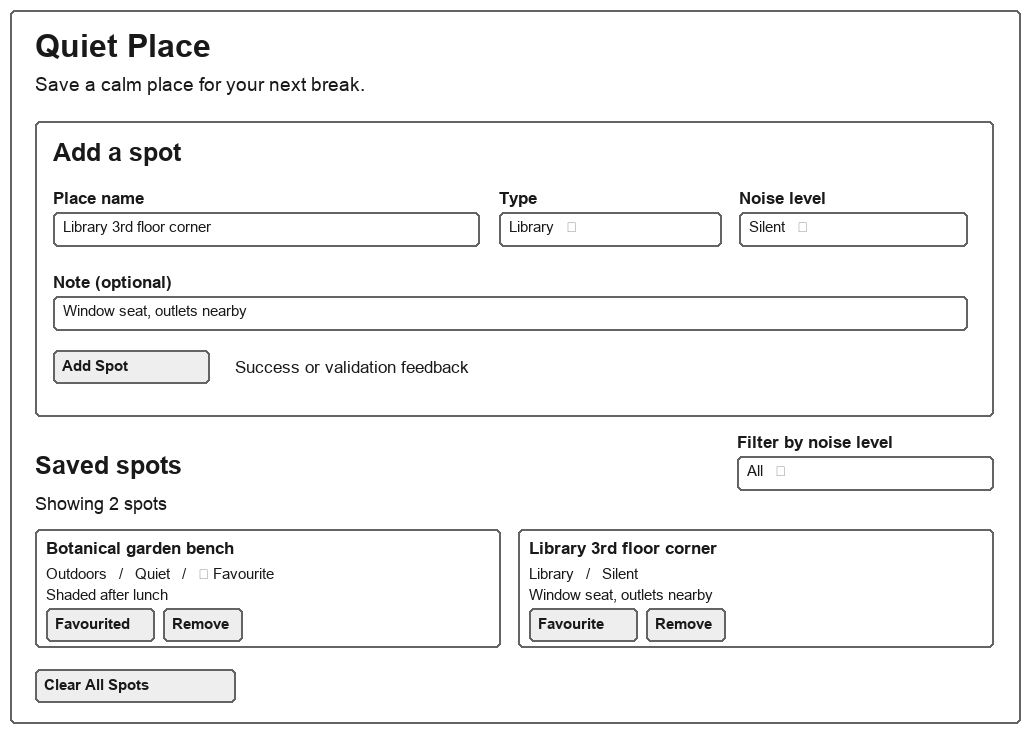 Quiet Place
Save a calm place for your next break.
Add a spot
Place name
Type
Noise level
Library 3rd floor corner
Library
Silent
Note (optional)
Window seat, outlets nearby
Add Spot
Success or validation feedback
Filter by noise level
Saved spots
All
Showing 2 spots
Botanical garden bench
Outdoors / Quiet / □ Favourite
Shaded after lunch
Favourited
Remove
Library 3rd floor corner
Library / Silent
Window seat, outlets nearby
Favourite
Remove
Clear All Spots